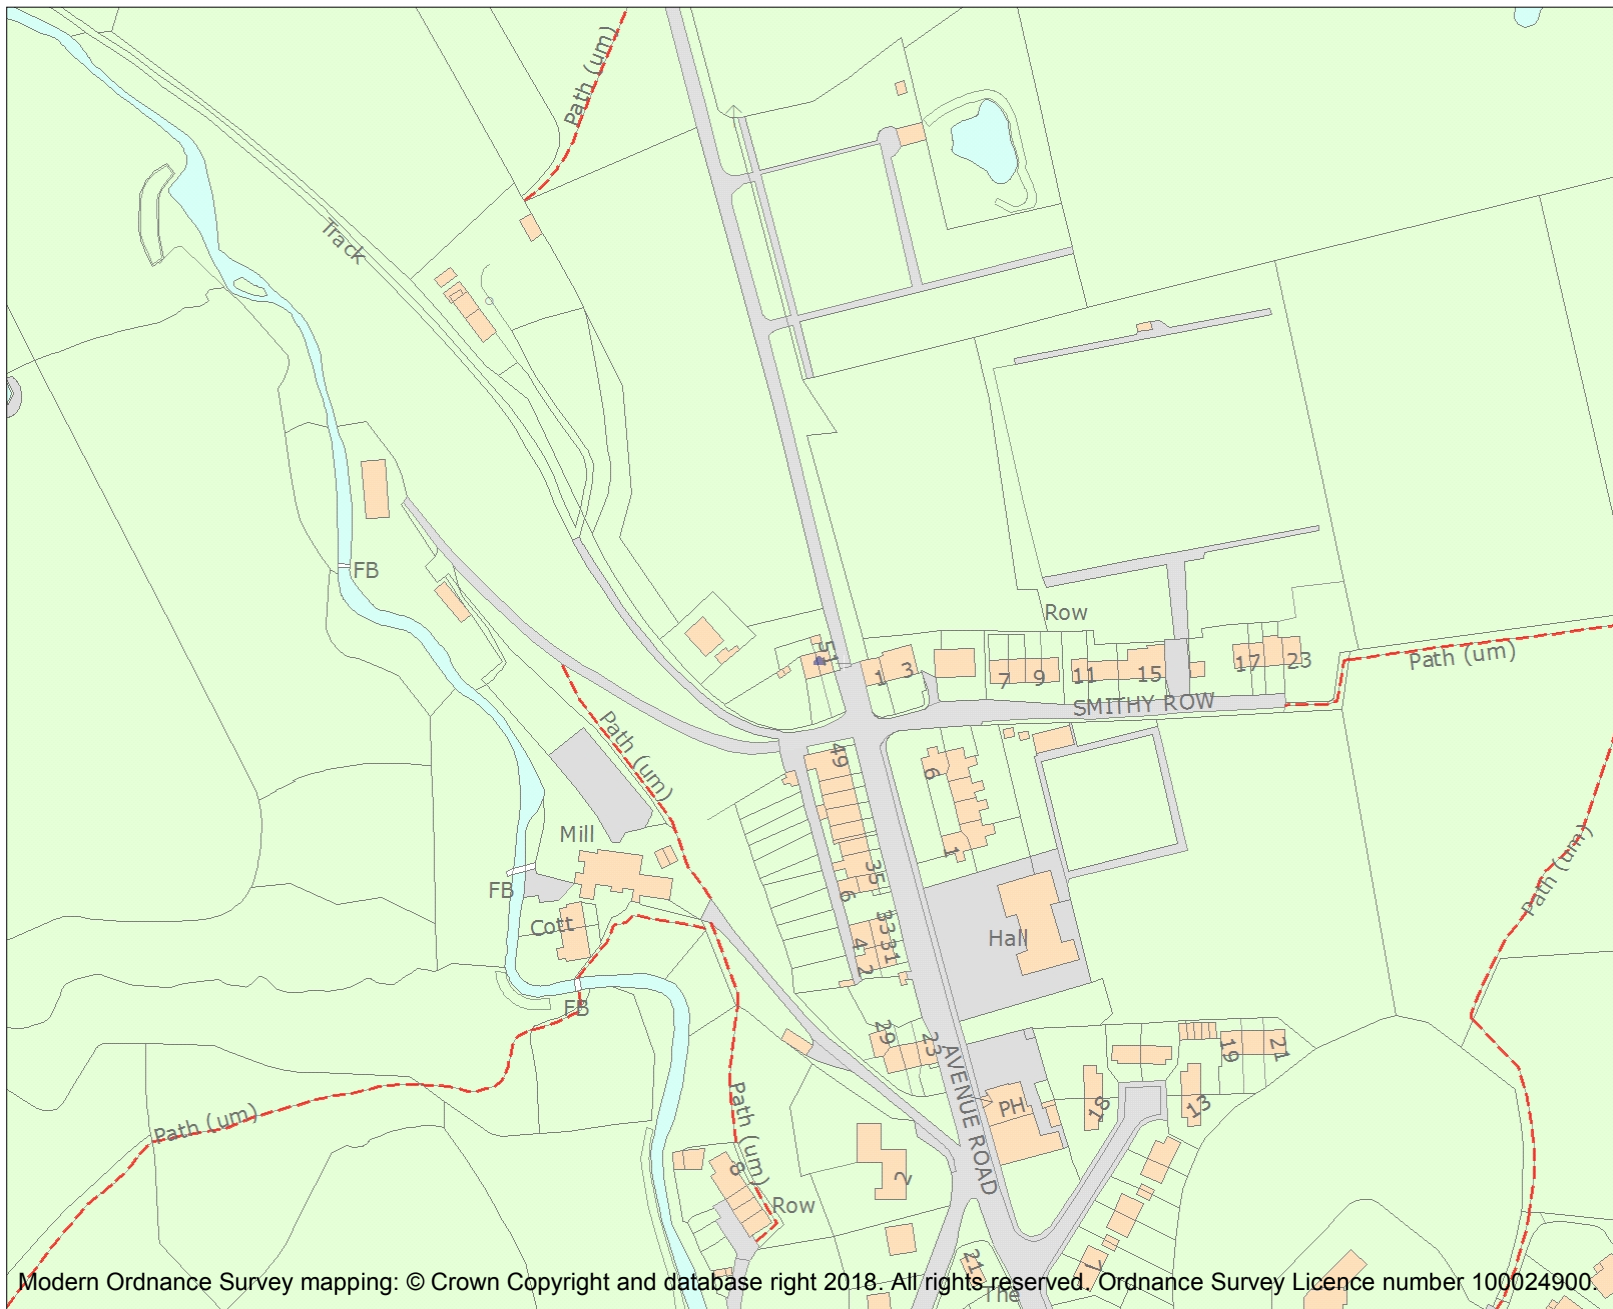 Path (um)
Track
FB
Row
51
1
3
7
9
11
15
17
23
Path (um)
SMITHY ROW
Path (um)
49
6
1
Mill
35
6
FB
Cott
33
31
4
2
Hall
Path (um)
FB
29
23
AVENUE ROAD
PH
18
13
19
21
Path (um)
Path (um)
8
2
Row
21
7
The
Modern Ordnance Survey mapping: © Crown Copyright and database right 2018. All rights reserved. Ordnance Survey Licence number 100024900.